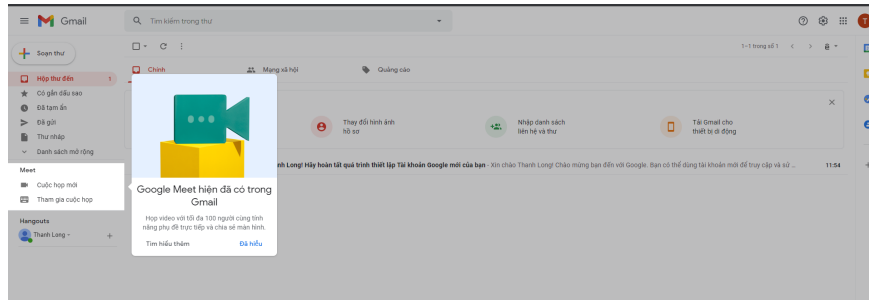 Gmail
Tìm kiếm trong thư
Soạn thư
1–1 trong số 1
Hộp thư đến 1
Có gắn dấu sao
Đã tạm ẩn
Đã gửi
Thư nháp
Danh sách mở rộng
Meet
Cuộc họp mới
Tham gia cuộc họp
Hangouts
Thanh Long
Chính
Mạng xã hội
Quảng cáo
Thay đổi hình ảnh
hồ sơ
Nhập danh sách
liên hệ và thư
Tải Gmail cho
thiết bị di động
Long! Hãy hoàn tất quá trình thiết lập Tài khoản Google mới của bạn - Xin chào Thanh Long! Chào mừng bạn đến với Google. Bạn có thể dùng tài khoản mới để truy cập và sử ... 11:54
Google Meet hiện đã có trong
Gmail
Họp video với tối đa 100 người cùng tính
năng phụ đề trực tiếp và chia sẻ màn hình.
Tìm hiểu thêm
Đã hiểu
T